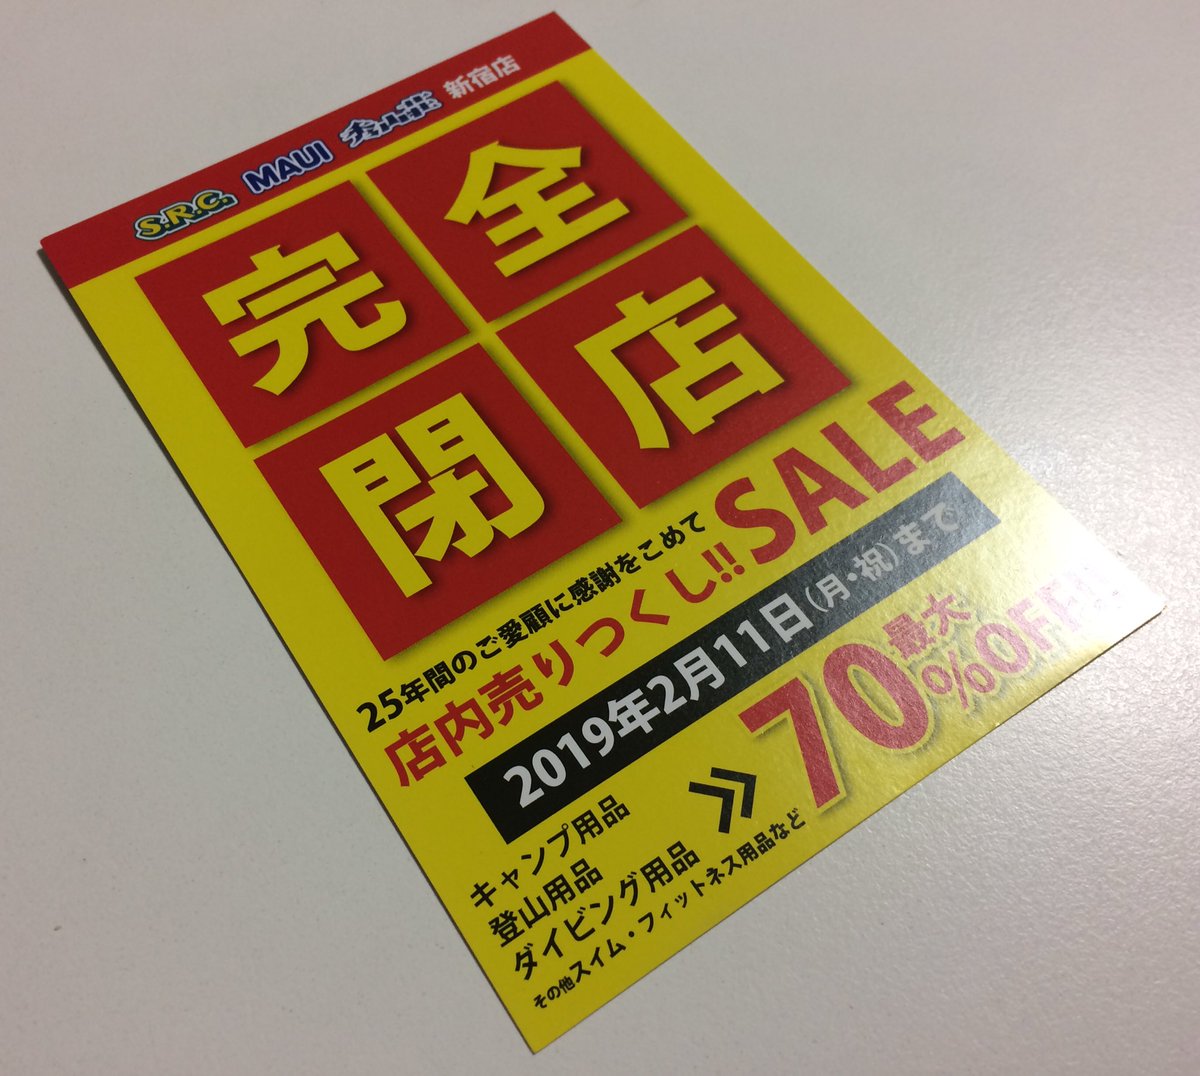 S.R.C. MAUI 秀山荘 新宿店
完全
閉店
25年間のご愛顧に感謝をこめて
店内売りつくし!!SALE
2019年2月11日(月・祝)まで
キャンプ用品
登山用品
ダイビング用品
その他スイム・フィットネス用品など
最大
70%OFF!!